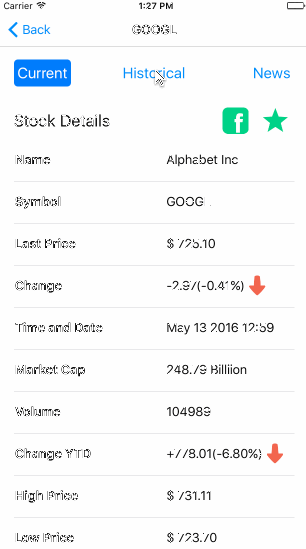 Carrier 1:27 PM
Back GOOGL
Current Historical News
Stock Details
Name Alphabet Inc
Symbol GOOGL
Last Price $ 725.10
Change -2.97(-0.41%)
Time and Date May 13 2016 12:59
Market Cap 248.79 Billiion
Volume 104989
Change YTD +778.01(-6.80%)
High Price $ 731.11
Low Price $ 723.70